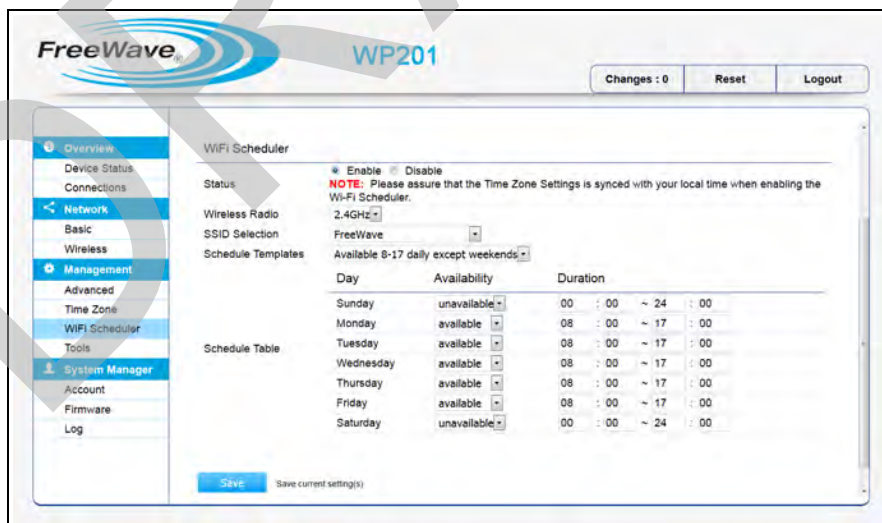 FreeWave®
WP201
Changes : 0 Reset Logout
Overview
Device Status
Connections
Network
Basic
Wireless
Management
Advanced
Time Zone
WiFi Scheduler
Tools
System Manager
Account
Firmware
Log
WiFi Scheduler
Status
Enable Disable
NOTE: Please assure that the Time Zone Settings is synced with your local time when enabling the
Wi-Fi Scheduler.
Wireless Radio 2.4GHz
SSID Selection FreeWave
Schedule Templates Available 8-17 daily except weekends
Schedule Table
Day Availability Duration
Sunday unavailable 00 : 00 ~ 24 : 00
Monday available 08 : 00 ~ 17 : 00
Tuesday available 08 : 00 ~ 17 : 00
Wednesday available 08 : 00 ~ 17 : 00
Thursday available 08 : 00 ~ 17 : 00
Friday available 08 : 00 ~ 17 : 00
Saturday unavailable 00 : 00 ~ 24 : 00
Save Save current setting(s)